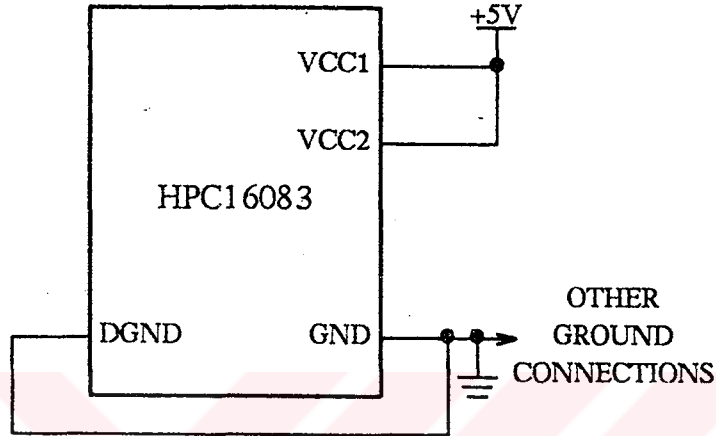 +5V
VCC1
VCC2
HPC16083
DGND
GND
OTHER
GROUND
CONNECTIONS